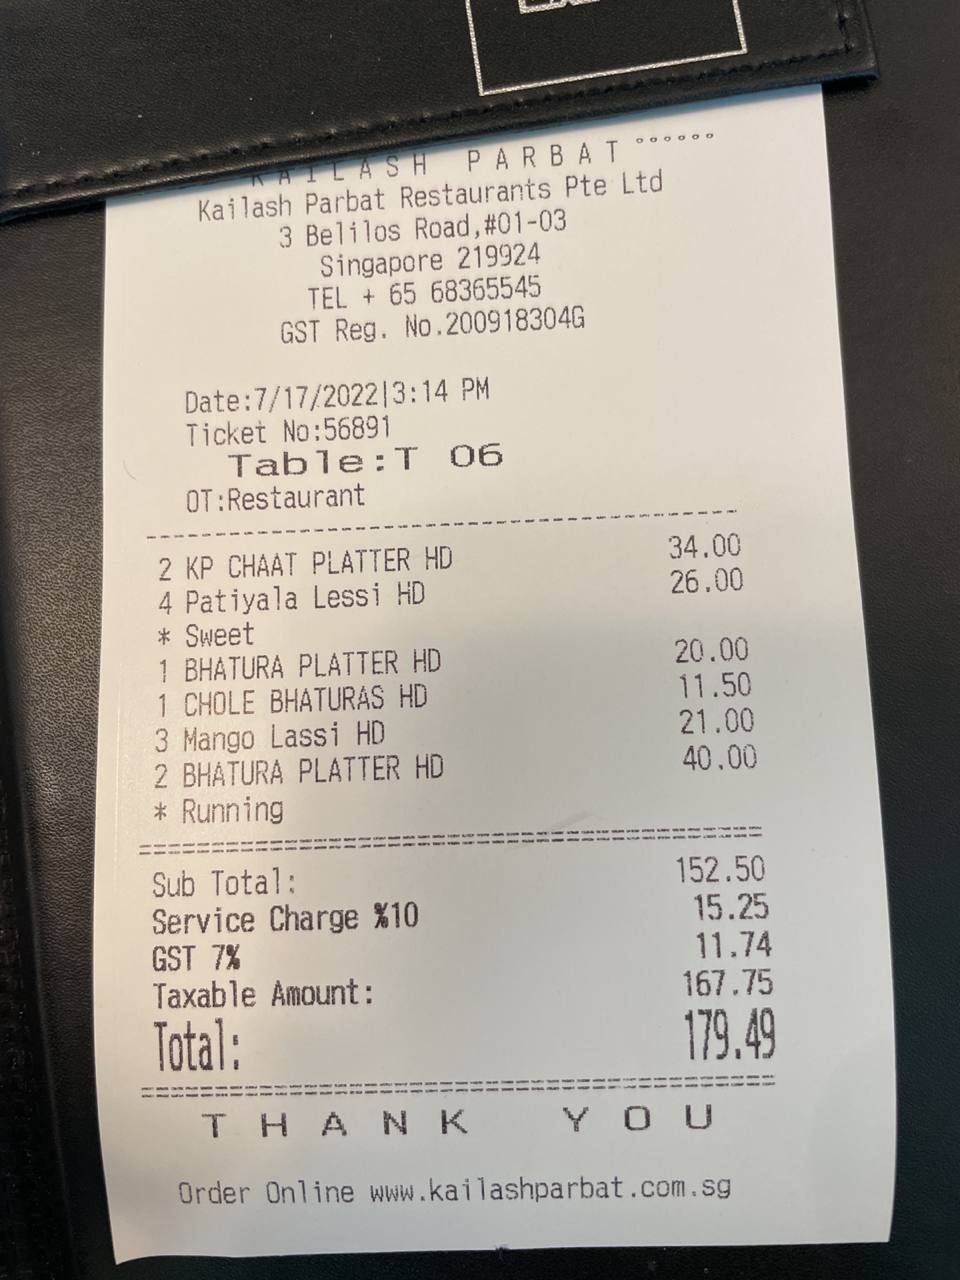 KAILASH PARBAT °°°°°°
Kailash Parbat Restaurants Pte Ltd
3 Belilos Road,#01-03
Singapore 219924
TEL + 65 68365545
GST Reg. No.200918304G
Date:7/17/2022|3:14 PM
Ticket No:56891
Table:T 06
OT:Restaurant
2 KP CHAAT PLATTER HD 34.00
4 Patiyala Lessi HD 26.00
* Sweet
1 BHATURA PLATTER HD 20.00
1 CHOLE BHATURAS HD 11.50
3 Mango Lassi HD 21.00
2 BHATURA PLATTER HD 40.00
* Running
Sub Total: 152.50
Service Charge %10 15.25
GST 7% 11.74
Taxable Amount: 167.75
Total: 179.49
THANK YOU
Order Online www.kailashparbat.com.sg